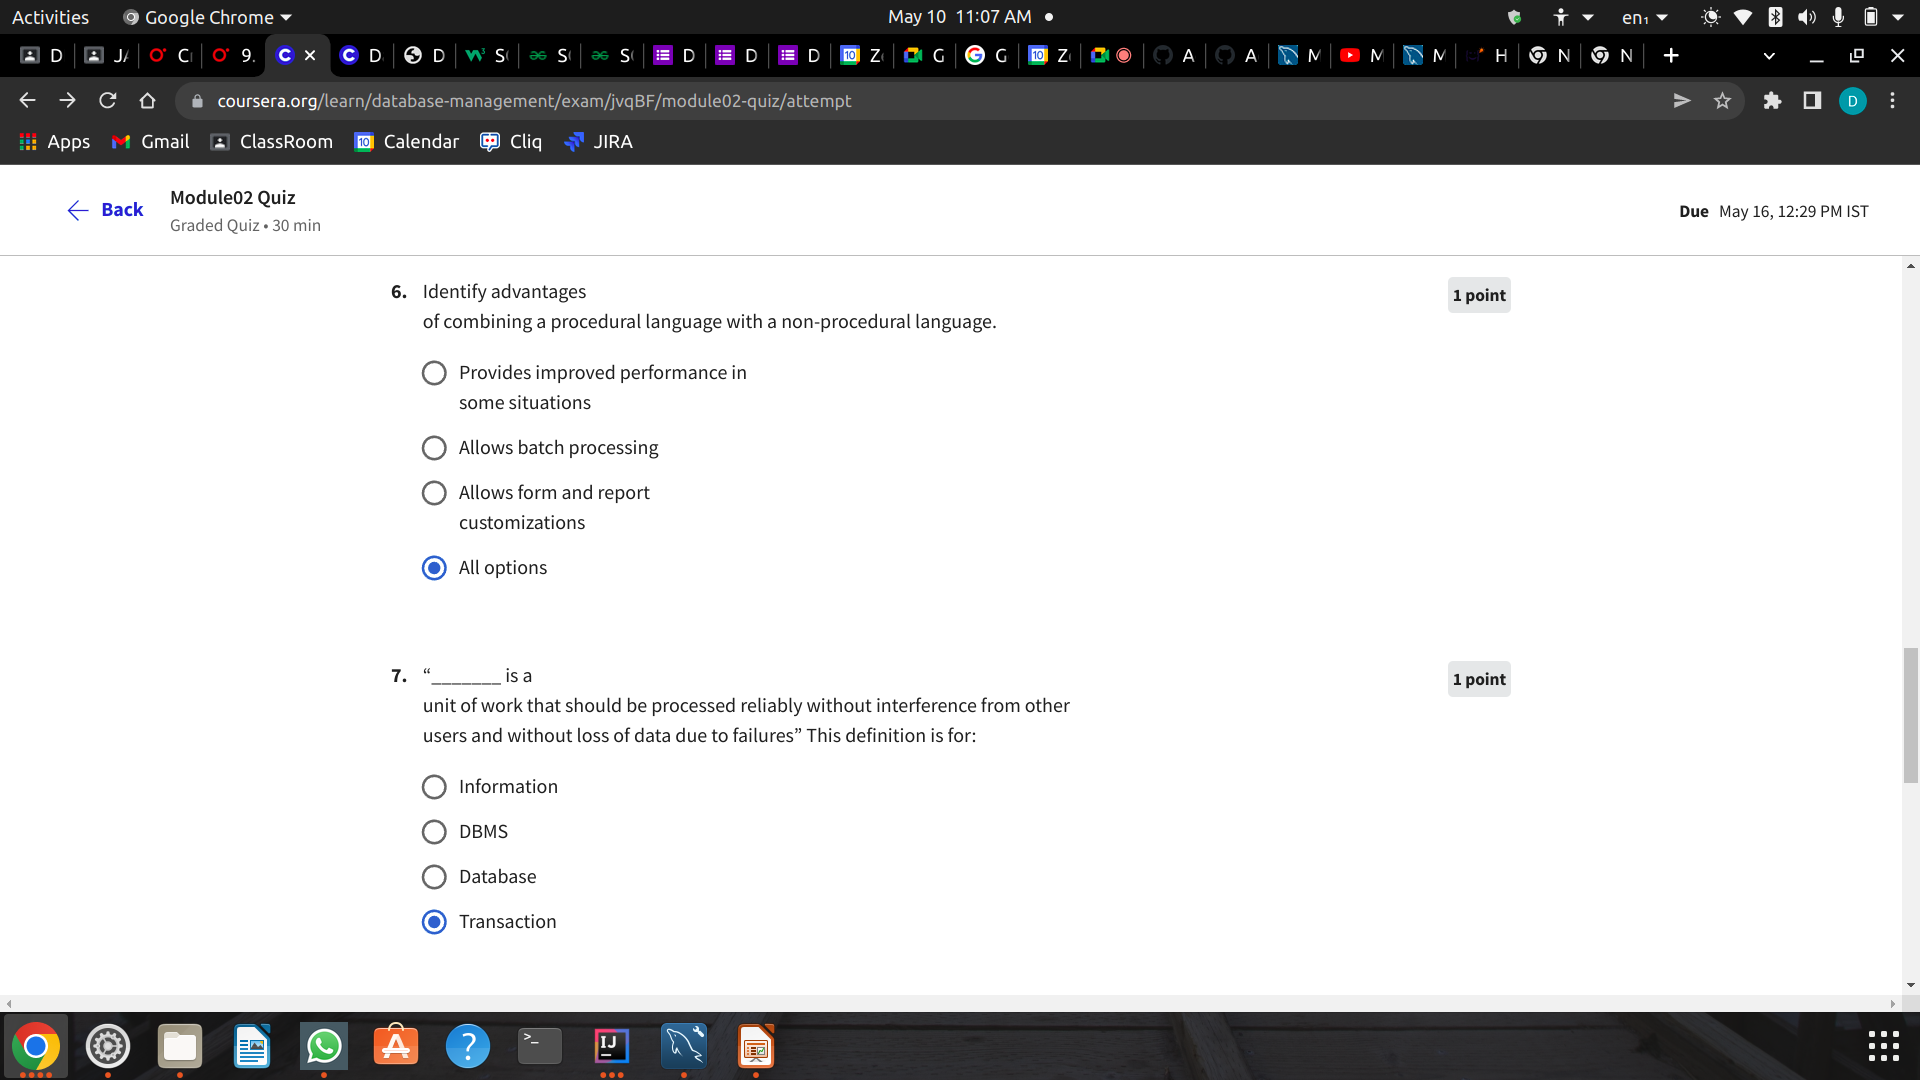 Activities
Google Chrome
May 10 11:07 AM
en₁
D
JA
C
9.
D
D
S
S
S
D
D
D
Z
G
G
Z
A
A
M
M
M
H
N
N
coursera.org/learn/database-management/exam/jvqBF/module02-quiz/attempt
D
Apps
Gmail
ClassRoom
10
Calendar
Cliq
JIRA
Back
Module02 Quiz
Graded Quiz • 30 min
Due May 16, 12:29 PM IST
6. Identify advantages
of combining a procedural language with a non-procedural language.
1 point
Provides improved performance in
some situations
Allows batch processing
Allows form and report
customizations
All options
7. “_______ is a
unit of work that should be processed reliably without interference from other
users and without loss of data due to failures” This definition is for:
1 point
Information
DBMS
Database
Transaction
IJ